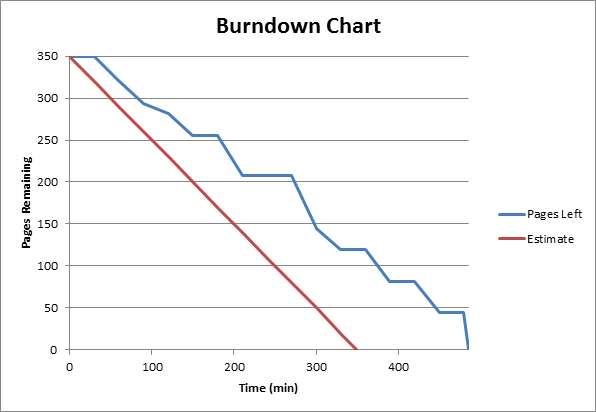 Burndown Chart
350
300
250
200
150
100
50
0
Pages Remaining
0 100 200 300 400
Time (min)
Pages Left
Estimate